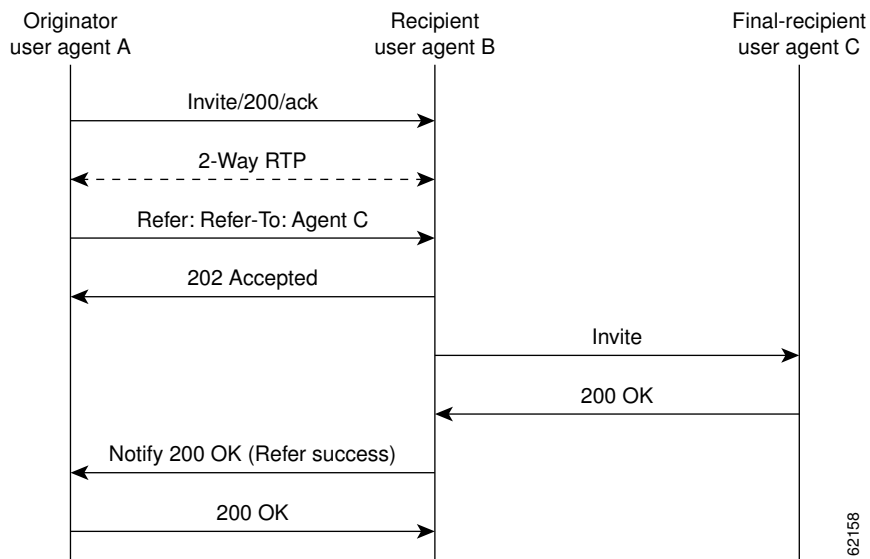 Originator
user agent A
Recipient
user agent B
Final-recipient
user agent C
Invite/200/ack
2-Way RTP
Refer: Refer-To: Agent C
202 Accepted
Invite
200 OK
Notify 200 OK (Refer success)
200 OK
62158